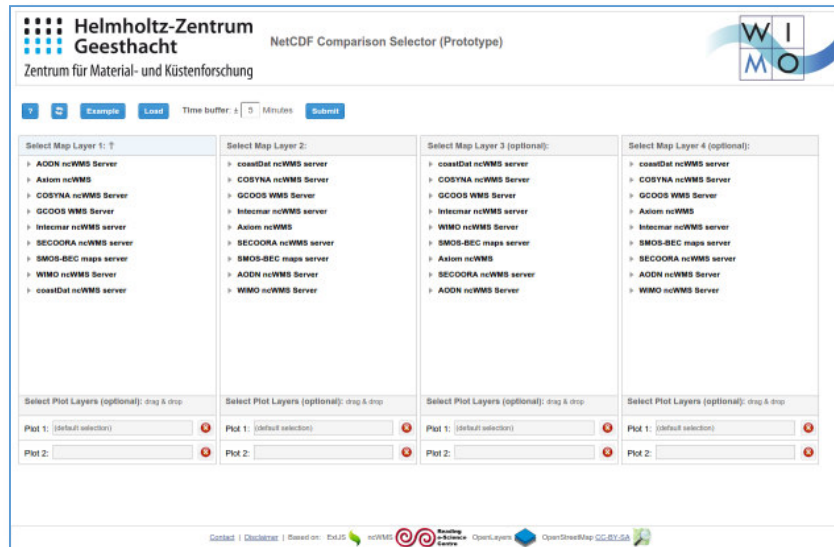 Helmholtz-Zentrum
Geesthacht
Zentrum für Material- und Küstenforschung
NetCDF Comparison Selector (Prototype)
W I
M O
? Example Load Time buffer: ± 5 Minutes Submit
Select Map Layer 1: ↑
AODN ncWMS Server
Axiom ncWMS
COSYNA ncWMS Server
GCOOS WMS Server
Intecmar ncWMS server
SECOORA ncWMS server
SMOS-BEC maps server
WIMO ncWMS Server
coastDat ncWMS server
Select Plot Layers (optional): drag & drop
Plot 1: (default selection)
Plot 2:
Select Map Layer 2:
coastDat ncWMS server
COSYNA ncWMS Server
GCOOS WMS Server
Intecmar ncWMS server
Axiom ncWMS
SECOORA ncWMS server
SMOS-BEC maps server
AODN ncWMS Server
WIMO ncWMS Server
Select Plot Layers (optional): drag & drop
Plot 1: (default selection)
Plot 2:
Select Map Layer 3 (optional):
coastDat ncWMS server
COSYNA ncWMS Server
GCOOS WMS Server
Intecmar ncWMS server
WIMO ncWMS Server
SMOS-BEC maps server
Axiom ncWMS
SECOORA ncWMS server
AODN ncWMS Server
Select Plot Layers (optional): drag & drop
Plot 1: (default selection)
Plot 2:
Select Map Layer 4 (optional):
coastDat ncWMS server
COSYNA ncWMS Server
GCOOS WMS Server
Axiom ncWMS
Intecmar ncWMS server
SMOS-BEC maps server
SECOORA ncWMS server
AODN ncWMS Server
WIMO ncWMS Server
Select Plot Layers (optional): drag & drop
Plot 1: (default selection)
Plot 2:
Contact | Disclaimer | Based on: ExtJS ncWMS Reading e-Science Centre OpenLayers OpenStreetMap CC-BY-SA